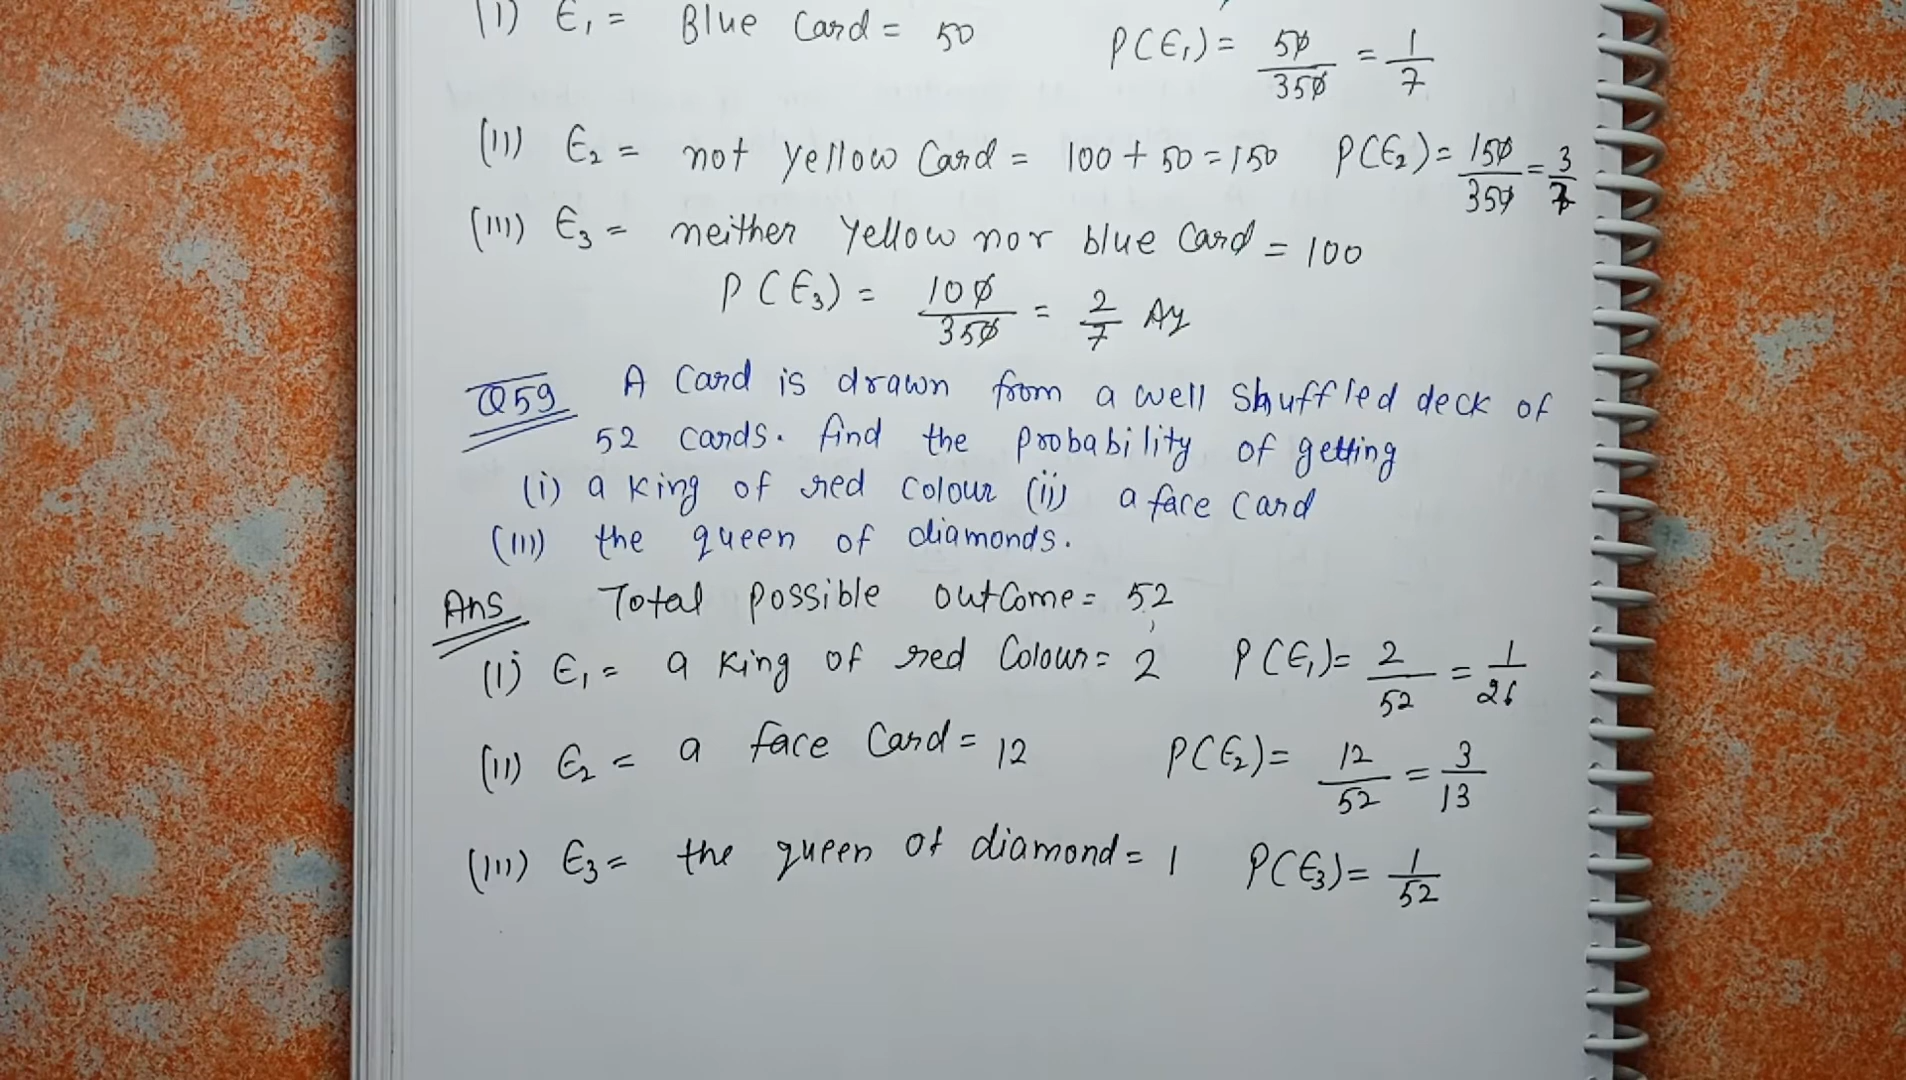 (i) E₁ = Blue Card = 50 P(E₁) = 50/350 = 1/7
(ii) E₂ = not yellow Card = 100 + 50 = 150 P(E₂) = 150/350 = 3/7
(iii) E₃ = neither Yellow nor blue Card = 100
P(E₃) = 100/350 = 2/7 Ay
Q59 A Card is drawn from a well shuffled deck of
52 cards. find the probability of getting
(i) a king of red colour (ii) a face card
(iii) the queen of diamonds.
Ans Total possible outcome = 52
(i) E₁ = a king of red Colour = 2 P(E₁) = 2/52 = 1/26
(ii) E₂ = a face Card = 12 P(E₂) = 12/52 = 3/13
(iii) E₃ = the queen of diamond = 1 P(E₃) = 1/52